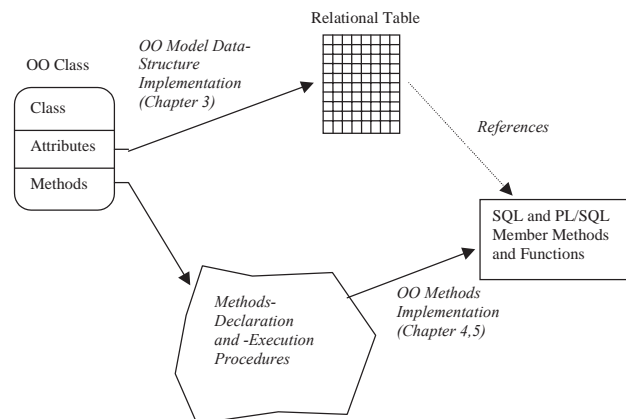 Relational Table
OO Model Data-
Structure
Implementation
(Chapter 3)
OO Class
Class
Attributes
Methods
References
SQL and PL/SQL
Member Methods
and Functions
Methods-
Declaration
and -Execution
Procedures
OO Methods
Implementation
(Chapter 4,5)